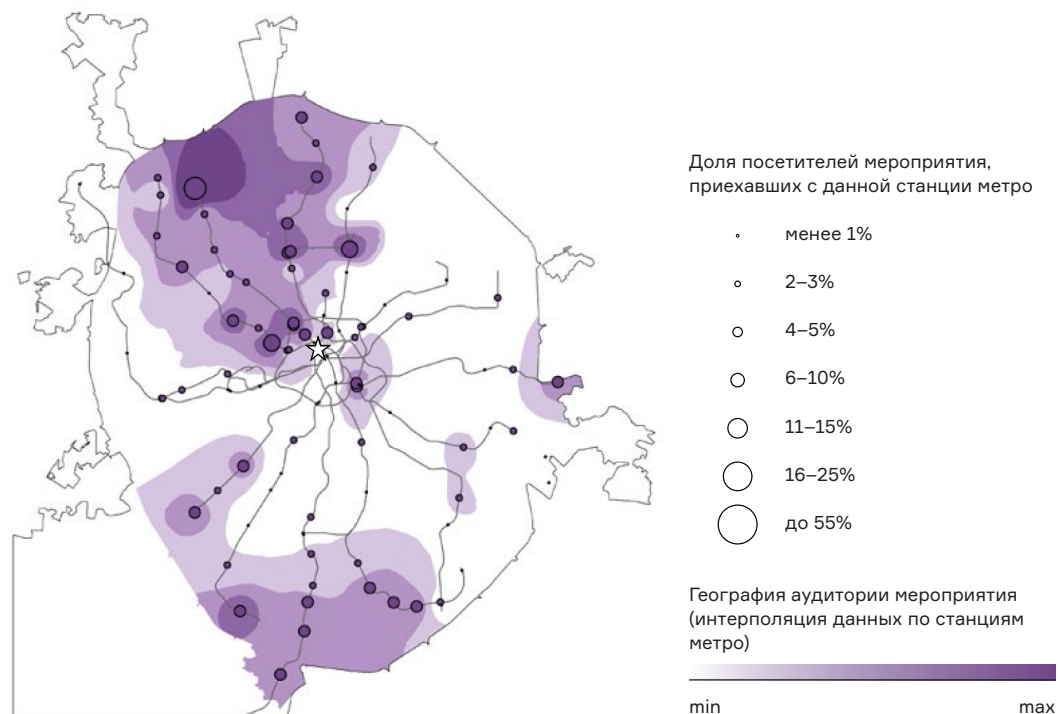 Доля посетителей мероприятия,
приехавших с данной станции метро
менее 1%
2–3%
4–5%
6–10%
11–15%
16–25%
до 55%
География аудитории мероприятия
(интерполяция данных по станциям
метро)
min max